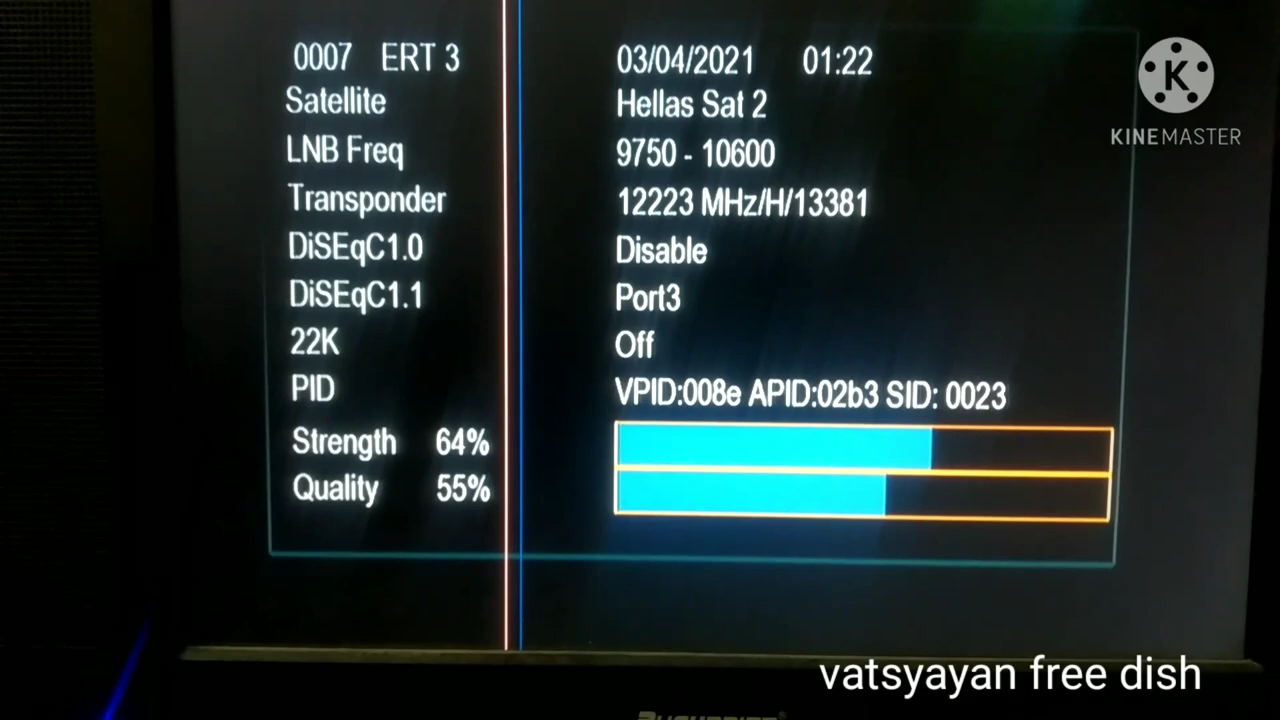 0007 ERT 3 03/04/2021 01:22
Satellite Hellas Sat 2
LNB Freq 9750 - 10600
Transponder 12223 MHz/H/13381
DiSEqC1.0 Disable
DiSEqC1.1 Port3
22K Off
PID VPID:008e APID:02b3 SID: 0023
Strength 64%
Quality 55%
K
KINEMASTER
vatsyayan free dish